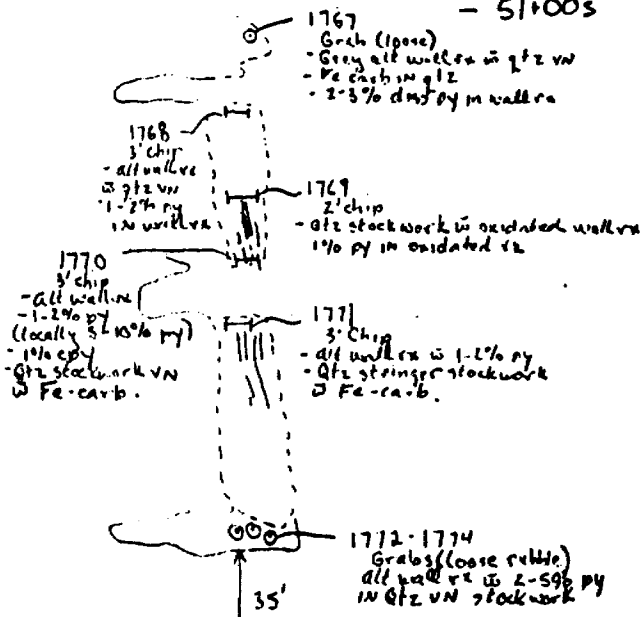 - 51+00S
1767
Grab (loose)
- Grey alt wallrx w̄ qtz vn
- Fe carb in qtz
- 2-3% diss py in wallrx
1768
3' chip
- alt wallrx
w̄ qtz vn
1-2% py
in wallrx
1769
2' chip
- Qtz stockwork w̄ oxidated wallrx
1% py in oxidated rx
1770
3' chip
- Alt wallrx
- 1-2% py
(locally 5-10% py)
- 1% cpy
- Qtz stockwork VN
w̄ Fe-carb.
1771
3' Chip
- alt wallrx w̄ 1-2% py
- Qtz stringer stockwork
w̄ Fe-carb.
1772-1774
Grabs (loose rubble)
alt wall rx w̄ 2-5% py
in Qtz VN stockwork
35'